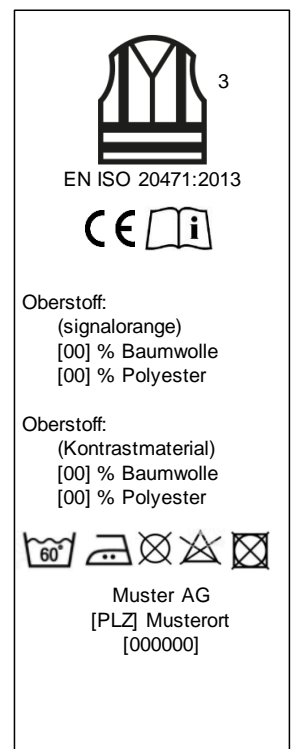 3
EN ISO 20471:2013
CE i
Oberstoff:
(signalorange)
[00] % Baumwolle
[00] % Polyester
Oberstoff:
(Kontrastmaterial)
[00] % Baumwolle
[00] % Polyester
60°
Muster AG
[PLZ] Musterort
[000000]